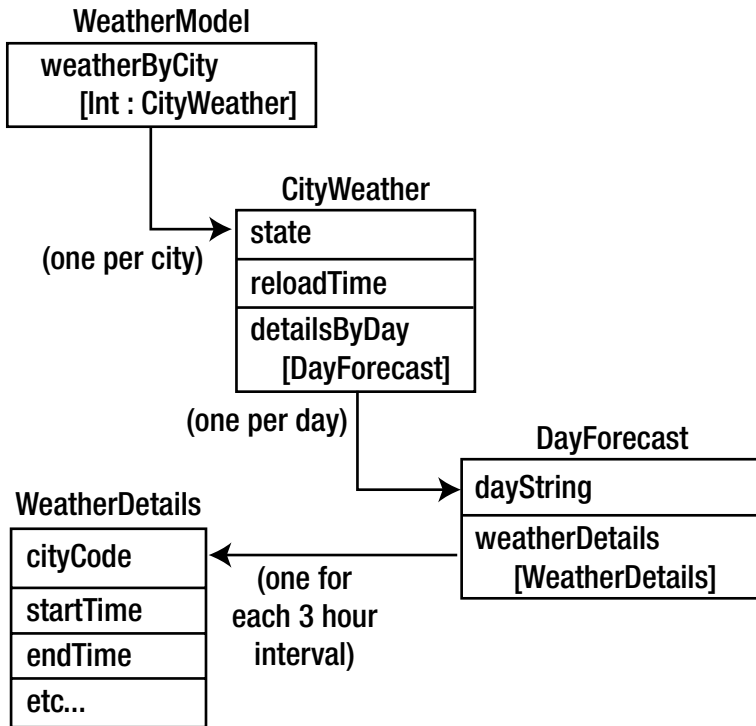 WeatherModel
weatherByCity
[Int : CityWeather]
(one per city)
CityWeather
state
reloadTime
detailsByDay
[DayForecast]
(one per day)
DayForecast
dayString
weatherDetails
[WeatherDetails]
(one for
each 3 hour
interval)
WeatherDetails
cityCode
startTime
endTime
etc...